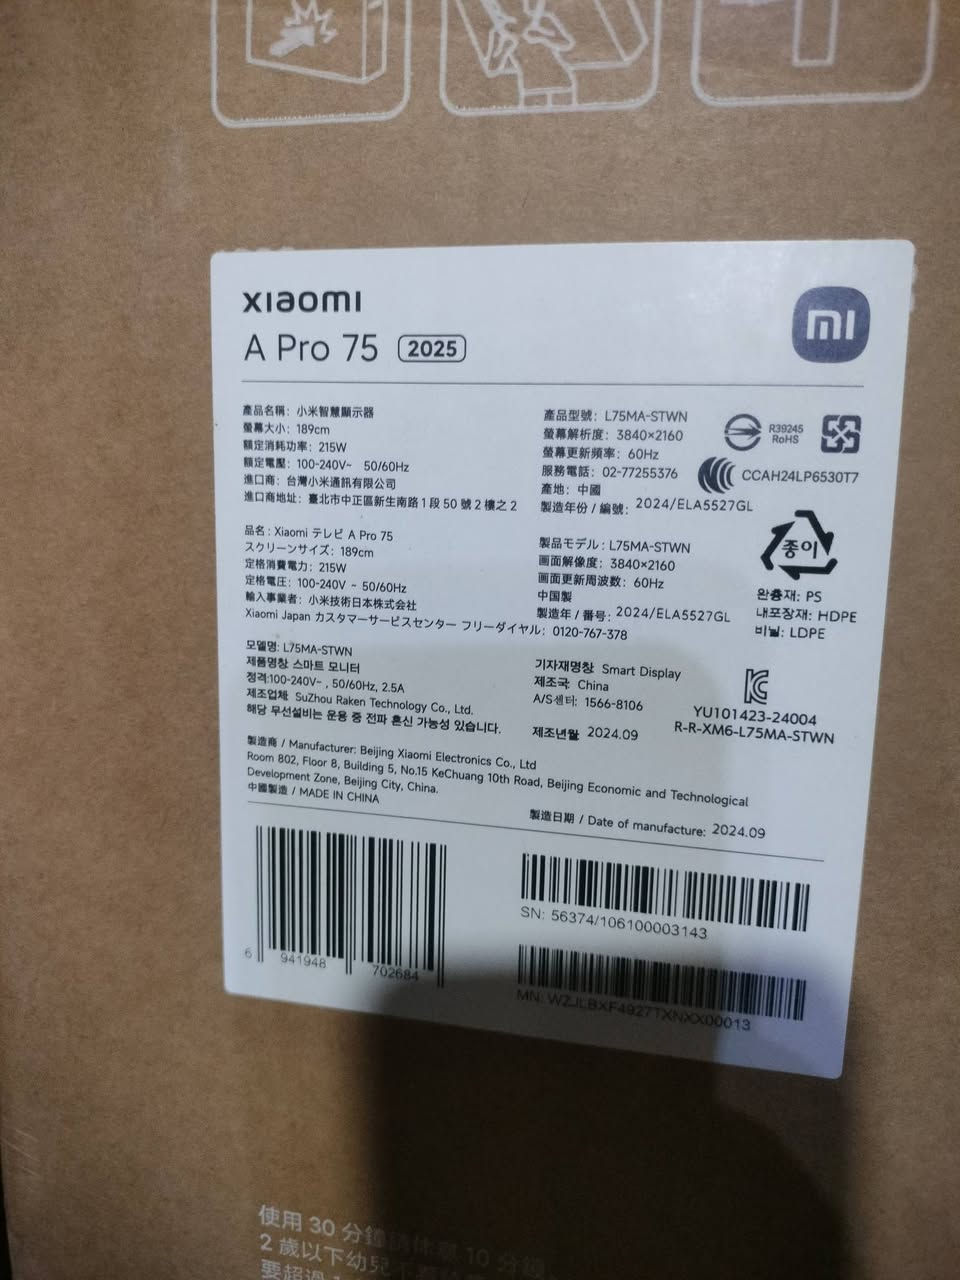 xiaomi
A Pro 75 2025
mi
產品名稱: 小米智慧顯示器
螢幕大小: 189cm
額定消耗功率: 215W
額定電壓: 100-240V~ 50/60Hz
進口商: 台灣小米通訊有限公司
進口商地址: 臺北市中正區新生南路1段50號2樓之2
產品型號: L75MA-STWN
螢幕解析度: 3840×2160
螢幕更新頻率: 60Hz
服務電話: 02-77255376
產地: 中國
製造年份 / 編號: 2024/ELA5527GL
R39245
RoHS
CCAH24LP6530T7
品名: Xiaomi テレビ A Pro 75
スクリーンサイズ: 189cm
定格消費電力: 215W
定格電圧: 100-240V ~ 50/60Hz
輸入事業者: 小米技術日本株式会社
Xiaomi Japan カスタマーサービスセンター フリーダイヤル: 0120-767-378
製品モデル: L75MA-STWN
画面解像度: 3840×2160
画面更新周波数: 60Hz
中国製
製造年 / 番号: 2024/ELA5527GL
종이
완충재: PS
내포장재: HDPE
비닐: LDPE
모델명: L75MA-STWN
제품명칭 스마트 모니터
정격:100-240V~, 50/60Hz, 2.5A
제조업체 SuZhou Raken Technology Co., Ltd.
해당 무선설비는 운용 중 전파 혼신 가능성 있습니다.
기자재명칭 Smart Display
제조국: China
A/S센터: 1566-8106
제조년월 2024.09
YU101423-24004
R-R-XM6-L75MA-STWN
製造商 / Manufacturer: Beijing Xiaomi Electronics Co., Ltd
Room 802, Floor 8, Building 5, No.15 KeChuang 10th Road, Beijing Economic and Technological
Development Zone, Beijing City, China.
中國製造 / MADE IN CHINA
製造日期 / Date of manufacture: 2024.09
6 941948 702684
SN: 56374/106100003143
MN: WZJLBXF4927TXNXX00013
使用 30 分鐘請休息 10 分鐘
2 歲以下幼兒不
要超過